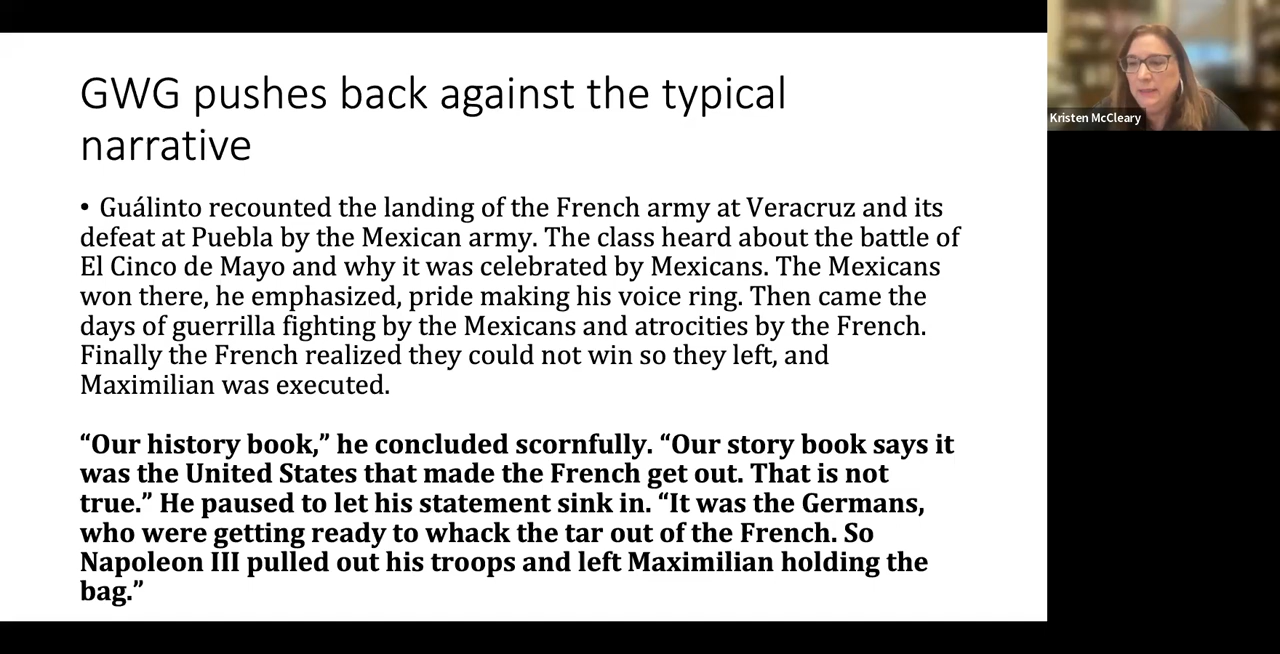 GWG pushes back against the typical
narrative
• Guálinto recounted the landing of the French army at Veracruz and its
defeat at Puebla by the Mexican army. The class heard about the battle of
El Cinco de Mayo and why it was celebrated by Mexicans. The Mexicans
won there, he emphasized, pride making his voice ring. Then came the
days of guerrilla fighting by the Mexicans and atrocities by the French.
Finally the French realized they could not win so they left, and
Maximilian was executed.
“Our history book,” he concluded scornfully. “Our story book says it
was the United States that made the French get out. That is not
true.” He paused to let his statement sink in. “It was the Germans,
who were getting ready to whack the tar out of the French. So
Napoleon III pulled out his troops and left Maximilian holding the
bag.”
Kristen McCleary